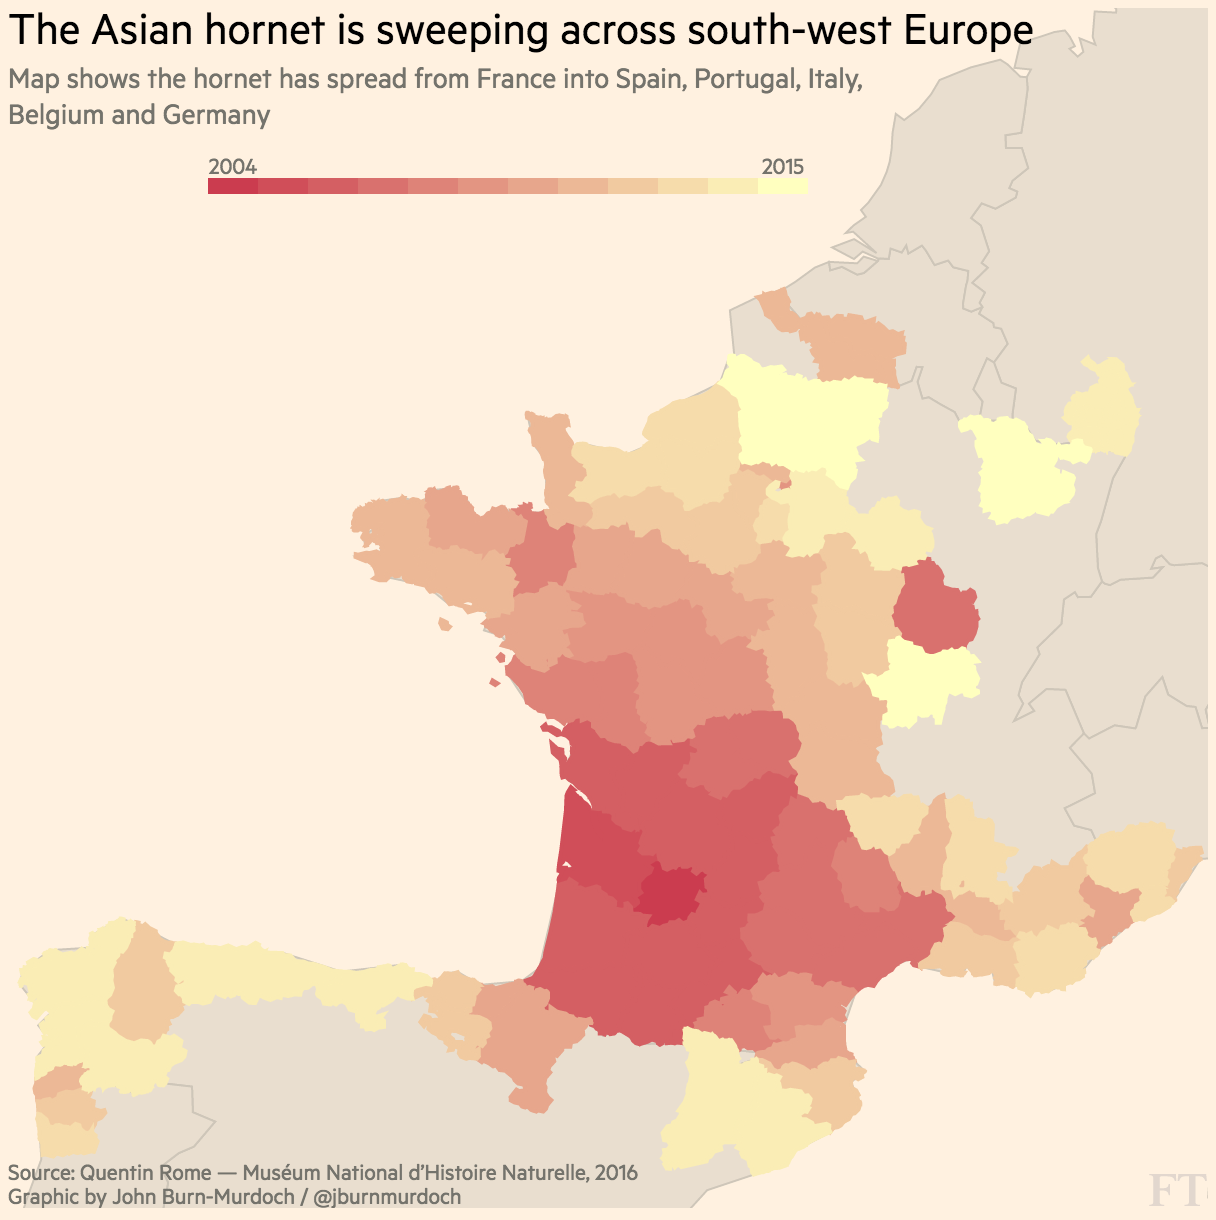 The Asian hornet is sweeping across south-west Europe
Map shows the hornet has spread from France into Spain, Portugal, Italy,
Belgium and Germany
2004 2015
Source: Quentin Rome — Muséum National d’Histoire Naturelle, 2016
Graphic by John Burn-Murdoch / @jburnmurdoch
FT